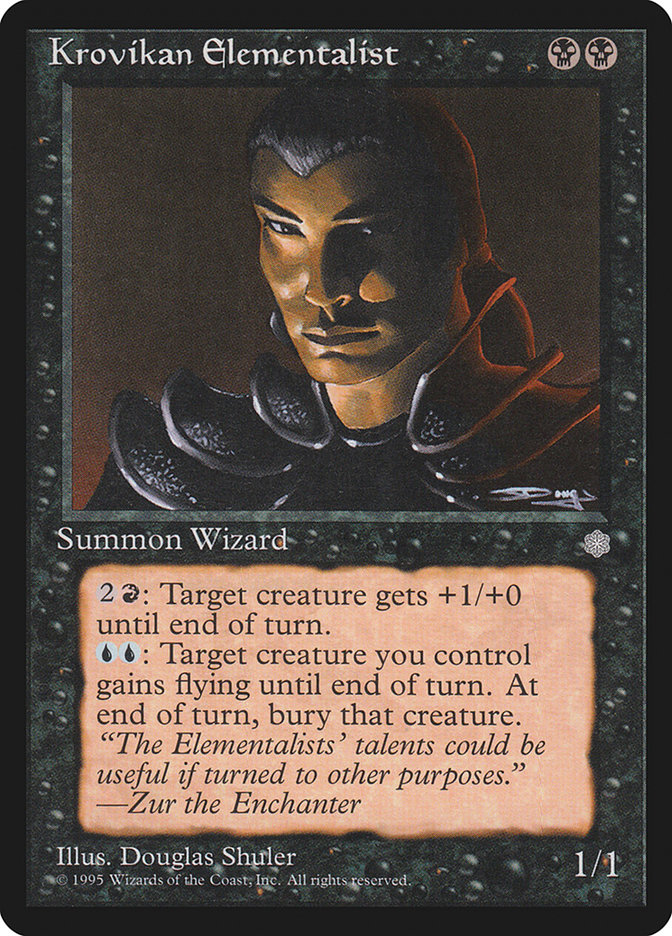 Krovikan Elementalist
Doug
Summon Wizard
2 : Target creature gets +1/+0
until end of turn.
: Target creature you control
gains flying until end of turn. At
end of turn, bury that creature.
“The Elementalists’ talents could be
useful if turned to other purposes.”
—Zur the Enchanter
Illus. Douglas Shuler
1/1
© 1995 Wizards of the Coast, Inc. All rights reserved.